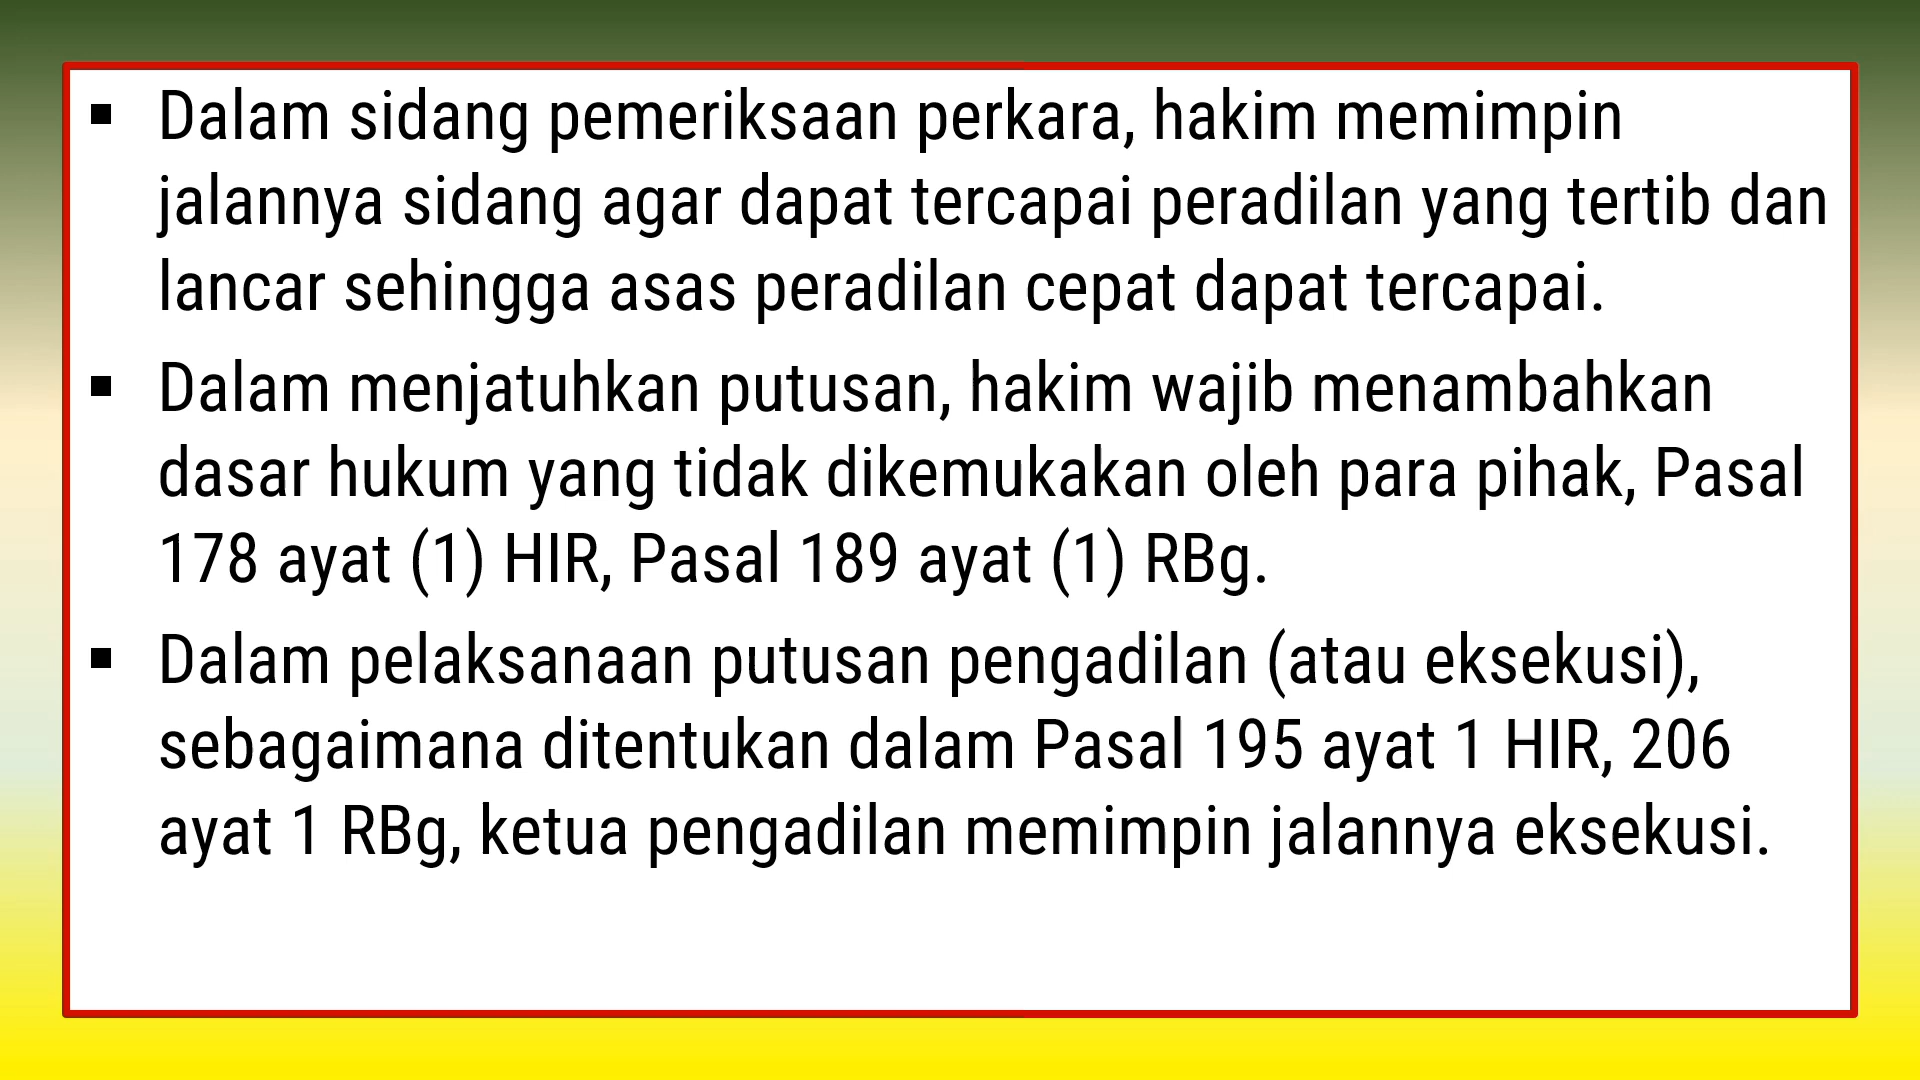 ▪ Dalam sidang pemeriksaan perkara, hakim memimpin
jalannya sidang agar dapat tercapai peradilan yang tertib dan
lancar sehingga asas peradilan cepat dapat tercapai.
▪ Dalam menjatuhkan putusan, hakim wajib menambahkan
dasar hukum yang tidak dikemukakan oleh para pihak, Pasal
178 ayat (1) HIR, Pasal 189 ayat (1) RBg.
▪ Dalam pelaksanaan putusan pengadilan (atau eksekusi),
sebagaimana ditentukan dalam Pasal 195 ayat 1 HIR, 206
ayat 1 RBg, ketua pengadilan memimpin jalannya eksekusi.